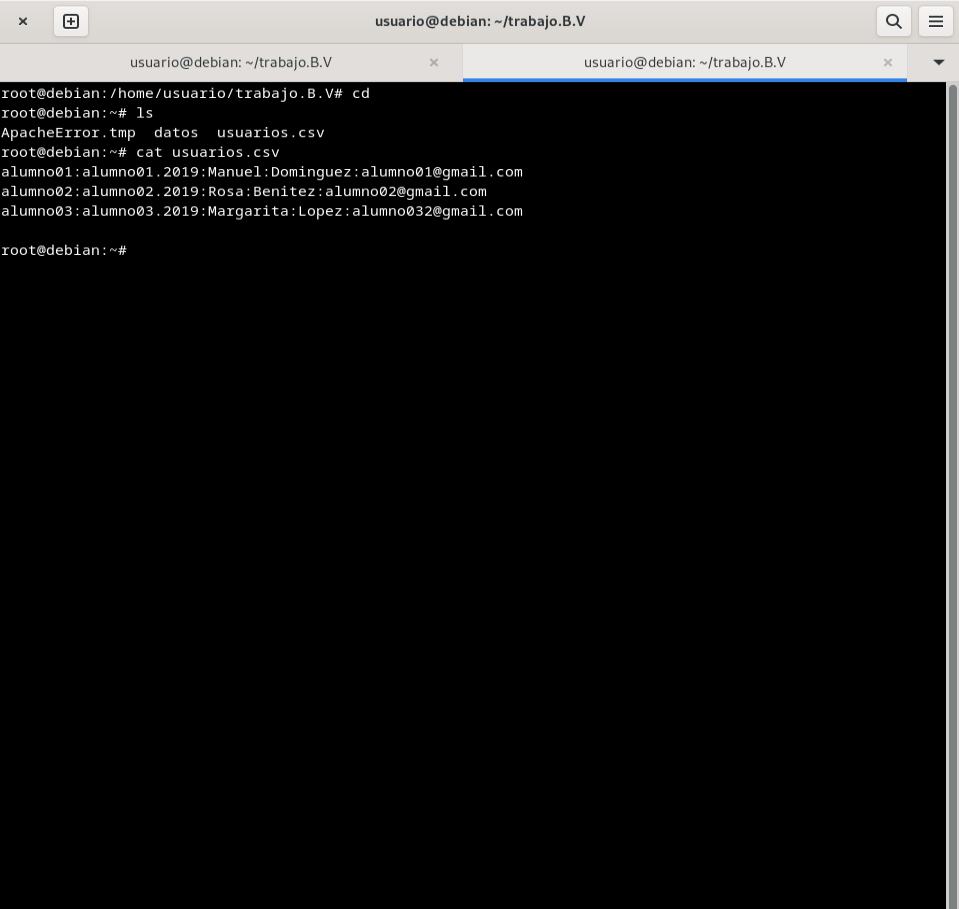 usuario@debian: ~/trabajo.B.V
usuario@debian: ~/trabajo.B.V
usuario@debian: ~/trabajo.B.V
root@debian:/home/usuario/trabajo.B.V# cd
root@debian:~# ls
ApacheError.tmp  datos  usuarios.csv
root@debian:~# cat usuarios.csv
alumno01:alumno01.2019:Manuel:Dominguez:alumno01@gmail.com
alumno02:alumno02.2019:Rosa:Benitez:alumno02@gmail.com
alumno03:alumno03.2019:Margarita:Lopez:alumno032@gmail.com
root@debian:~#